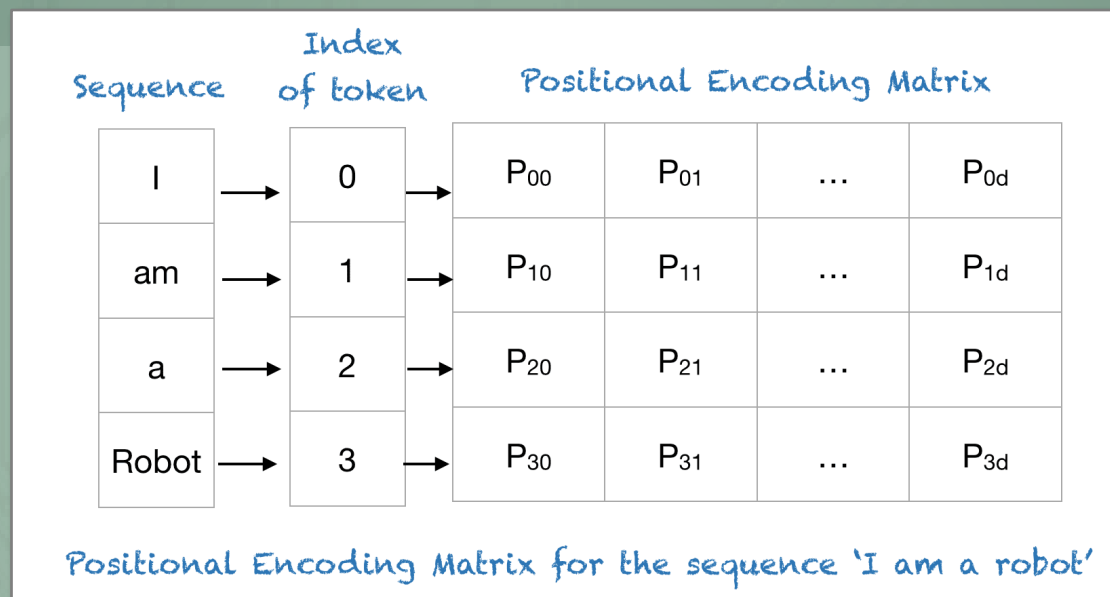 Index
Sequence of token Positional Encoding Matrix
I 0 P₀₀ P₀₁ ... P₀d
am 1 P₁₀ P₁₁ ... P₁d
a 2 P₂₀ P₂₁ ... P₂d
Robot 3 P₃₀ P₃₁ ... P₃d
Positional Encoding Matrix for the sequence ‘I am a robot’